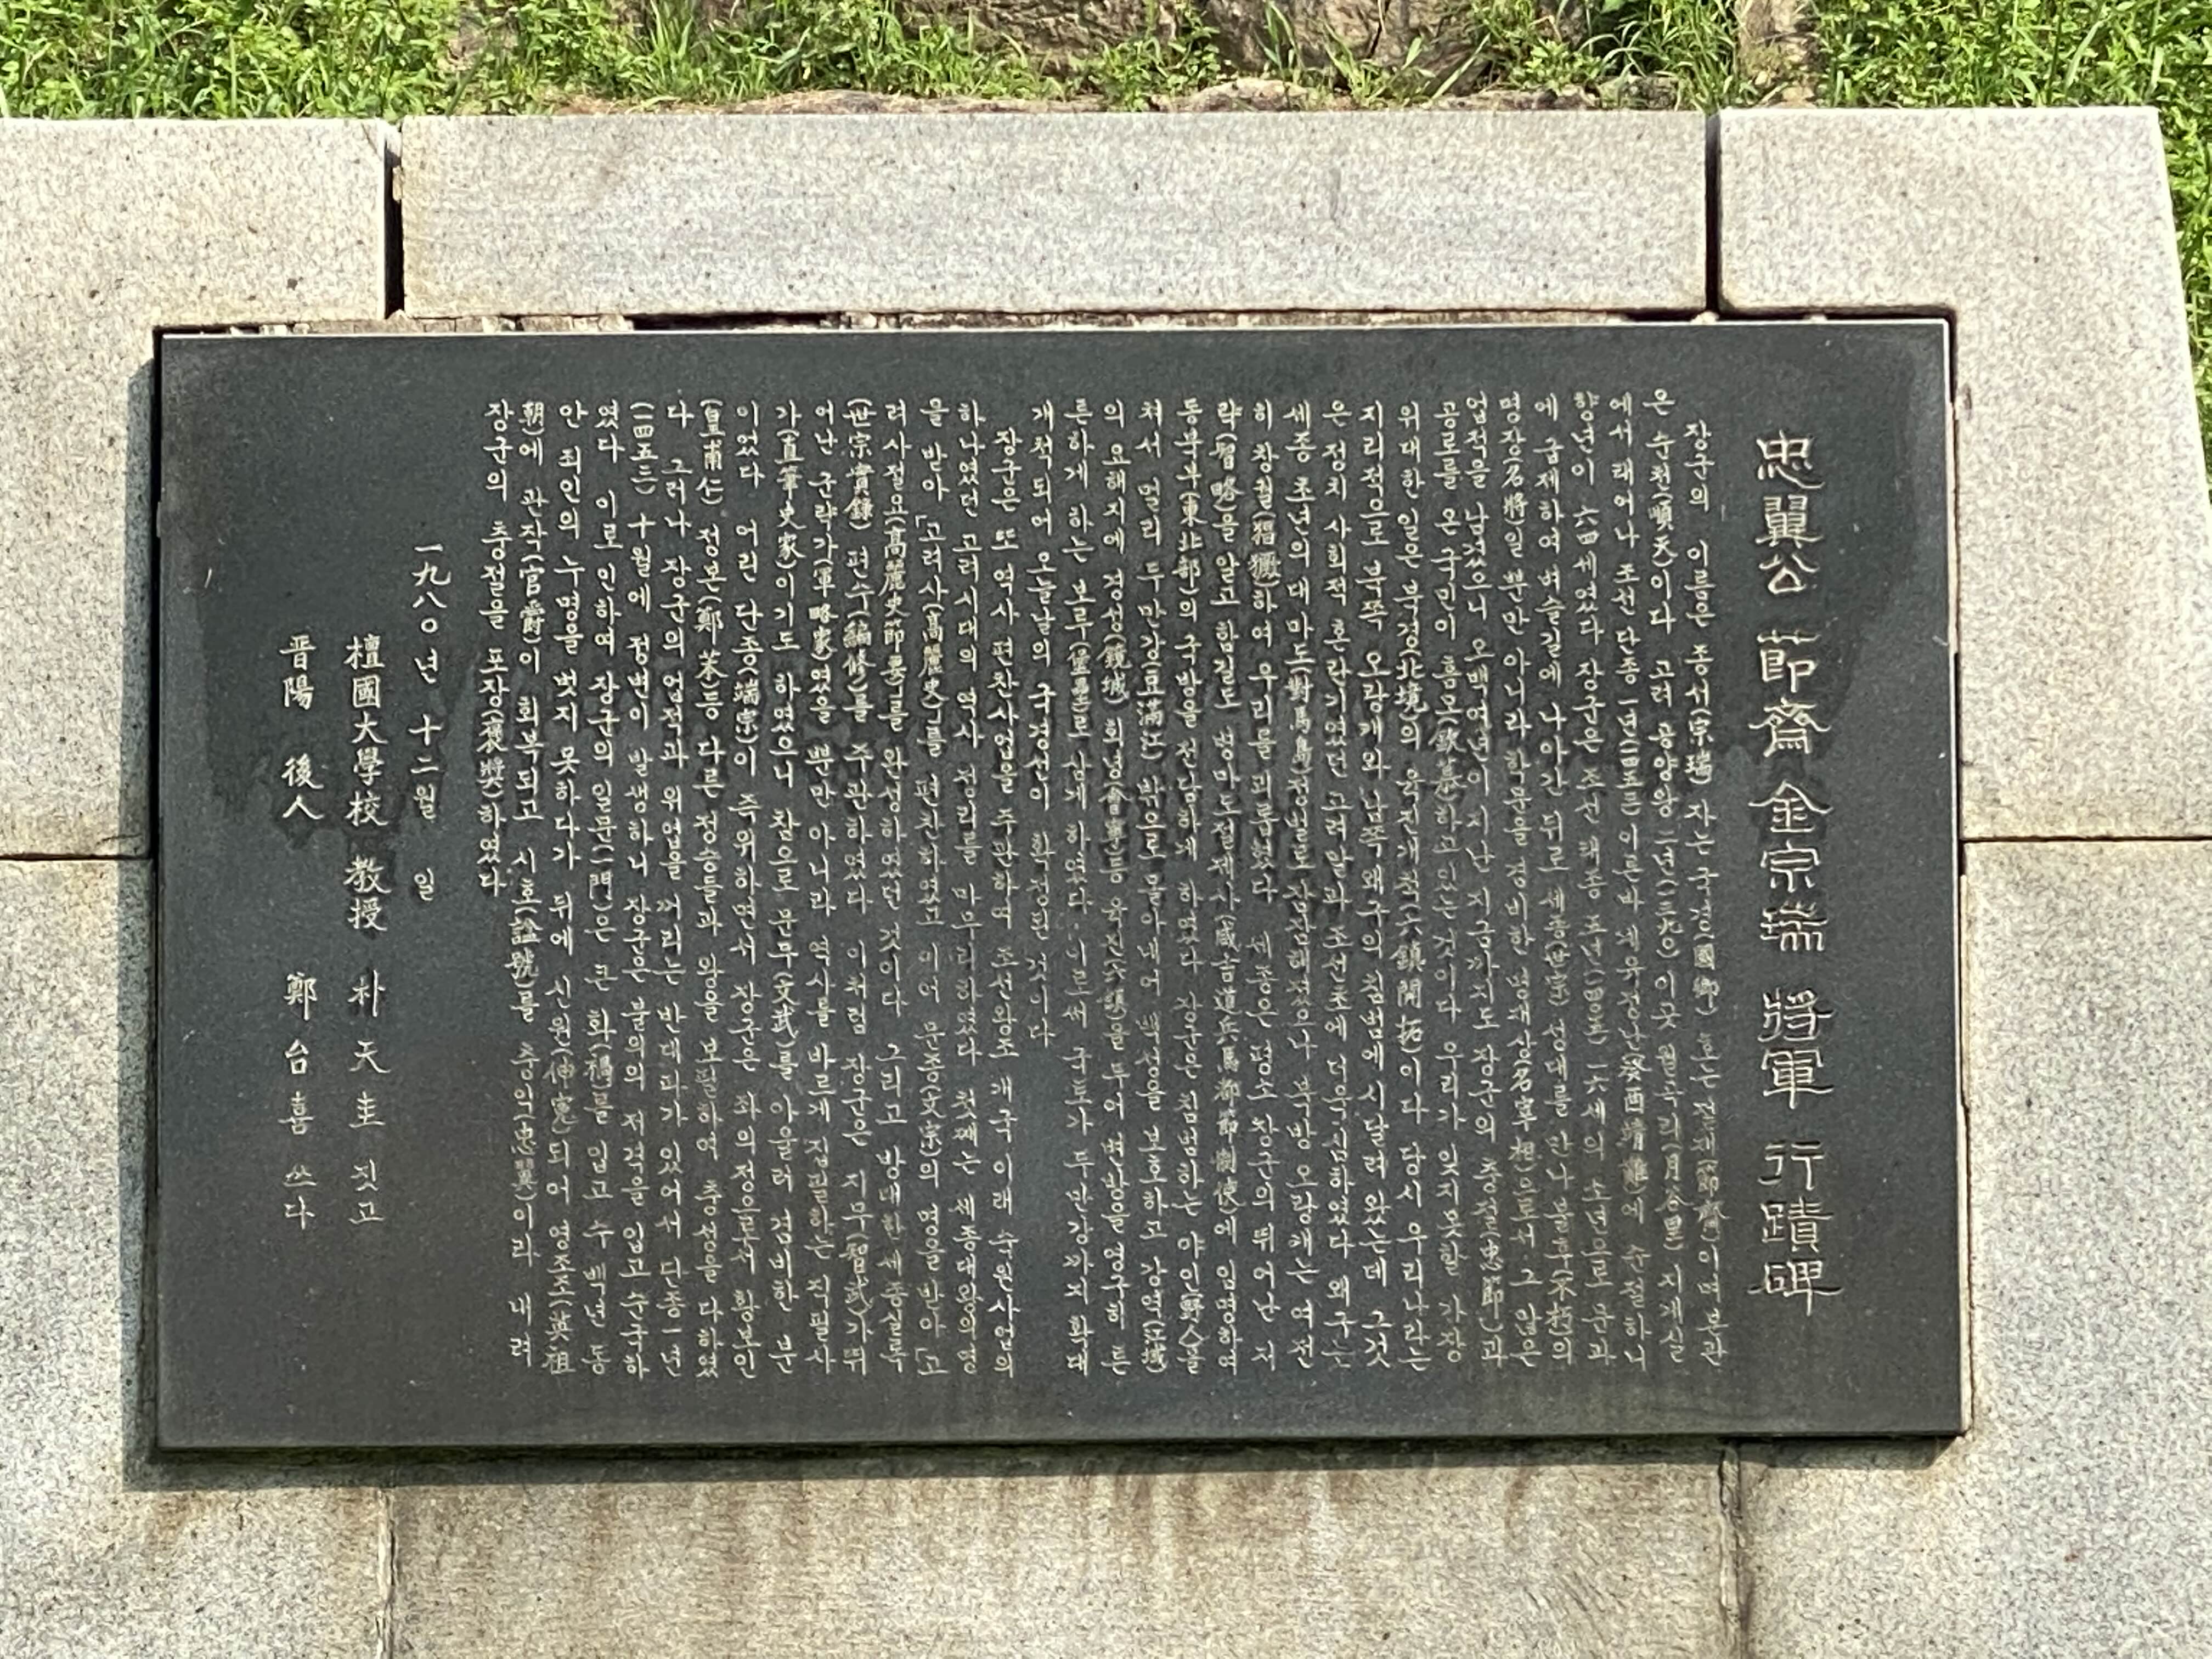 忠翼公 節齋 金宗瑞 將軍 行蹟碑
장군의 이름은 종서(宗瑞) 자는 국경(國卿) 호는 절재(節齋)이며 본관
은 순천(順天)이다 고려 공양왕 二년(一三九〇) 이곳 월곡리(月谷里) 지계실
에서 태어나 조선 단종 一년(一四五三) 이른바 계유정난(癸酉靖難)에 순절하니
향년이 六四세였다 장군은 조선 태종 五년(一四〇五) 一六세의 소년으로 문과
에 급제하여 벼슬길에 나아간 뒤로 세종(世宗) 성대를 만나 불후(不朽)의
명장(名將)일 뿐만 아니라 학문을 겸비한 명재상(名宰相)으로서 그 많은
업적을 남겼으니 오백여년이 지난 지금까지도 장군의 충절(忠節)과
공로를 온 국민이 흠모(欽慕)하고 있는 것이다 우리가 잊지못할 가장
위대한 일은 북경(北境)의 육진개척(六鎭開拓)이다 당시 우리나라는
지리적으로 북쪽 오랑캐와 남쪽 왜구의 침범에 시달려 왔는데 그것
은 정치 사회적 혼란기였던 고려말과 조선초에 더욱 심하였다 왜구는
세종 초년의 대마도(對馬島)정벌로 잠잠해졌으나 북방 오랑캐는 여전
히 창궐(猖獗)하여 우리를 괴롭혔다 세종은 평소 장군의 뛰어난 지
략(智略)을 알고 함길도 병마도절제사(咸吉道兵馬都節制使)에 임명하여
동북부(東北部)의 국방을 전담하게 하였다 장군은 침범하는 야인(野人)을
쳐서 멀리 두만강(豆滿江) 밖으로 몰아내어 백성을 보호하고 강역(疆域)
의 요해지에 경성(鏡城) 회령(會寧)등 육진(六鎭)을 두어 변방을 영구히 튼
튼하게 하는 보루(堡壘)로 삼게 하였다 이로써 국토가 두만강까지 확대
개척되어 오늘날의 국경선이 확정된 것이다
장군은 또 역사 편찬사업을 주관하여 조선왕조 개국이래 숙원사업의
하나였던 고려시대의 역사 정리를 마무리하였다 첫째는 세종대왕의 명
을 받아 「고려사(高麗史)」를 편찬하였고 이어 문종(文宗)의 명을 받아 「고
려사절요(高麗史節要)」를 완성하였던 것이다 그리고 방대한 세종실록
(世宗實錄) 편수(編修)를 주관하였다 이처럼 장군은 지무(智武)가 뛰
어난 군략가(軍略家)였을 뿐만 아니라 역사를 바르게 집필하는 직필사
가(直筆史家)이기도 하였으니 참으로 문무(文武)를 아울러 겸비한 분
이었다 어린 단종(端宗)이 즉위하면서 장군은 좌의정으로서 황보인
(皇甫仁) 정본(鄭苯)등 다른 정승들과 왕을 보필하여 충성을 다하였
다 그러나 장군의 업적과 위엄을 꺼리는 반대파가 있어서 단종 一년
(一四五三) 十월에 정변이 발생하니 장군은 불의의 저격을 입고 순국하
였다 이로 인하여 장군의 일문(一門)은 큰 화(禍)를 입고 수 백년 동
안 죄인의 누명을 벗지 못하다가 뒤에 신원(伸寃)되어 영조조(英祖
朝)에 관작(官爵)이 회복되고 시호(諡號)를 충익(忠翼)이라 내려
장군의 충절을 포장(褒奬)하였다
一九八〇년 十二월 일
檀國大學校 敎授 朴天圭 짓고
晋陽 後人 鄭台喜 쓰다